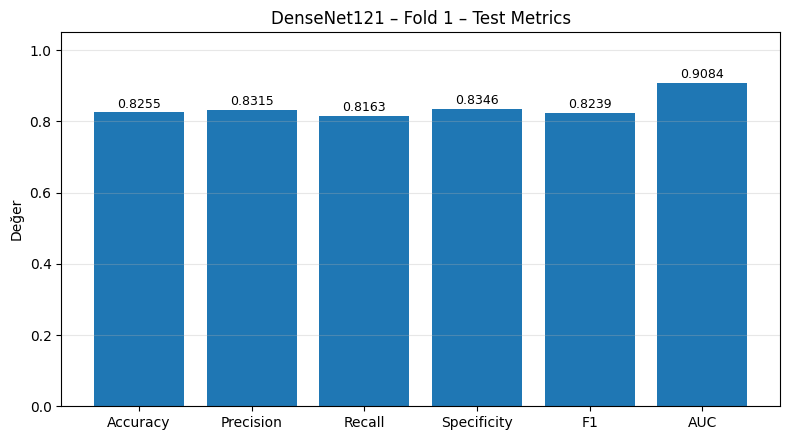 DenseNet121 – Fold 1 – Test Metrics
Değer
1.0
0.8
0.6
0.4
0.2
0.0
0.8255
0.8315
0.8163
0.8346
0.8239
0.9084
Accuracy
Precision
Recall
Specificity
F1
AUC